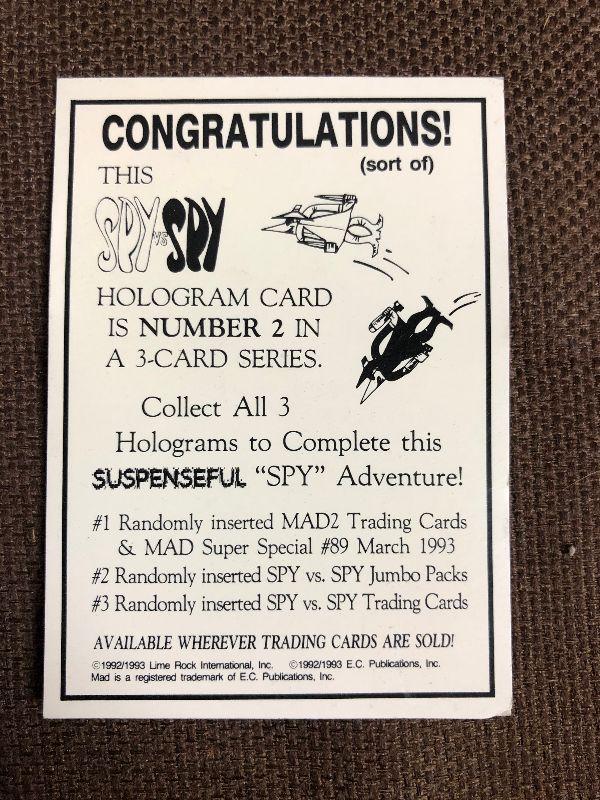 CONGRATULATIONS!
(sort of)
THIS
SPY VS SPY
HOLOGRAM CARD
IS NUMBER 2 IN
A 3-CARD SERIES.
Collect All 3
Holograms to Complete this
SUSPENSEFUL "SPY" Adventure!
#1 Randomly inserted MAD2 Trading Cards
& MAD Super Special #89 March 1993
#2 Randomly inserted SPY vs. SPY Jumbo Packs
#3 Randomly inserted SPY vs. SPY Trading Cards
AVAILABLE WHEREVER TRADING CARDS ARE SOLD!
©1992/1993 Lime Rock International, Inc. ©1992/1993 E.C. Publications, Inc.
Mad is a registered trademark of E.C. Publications, Inc.